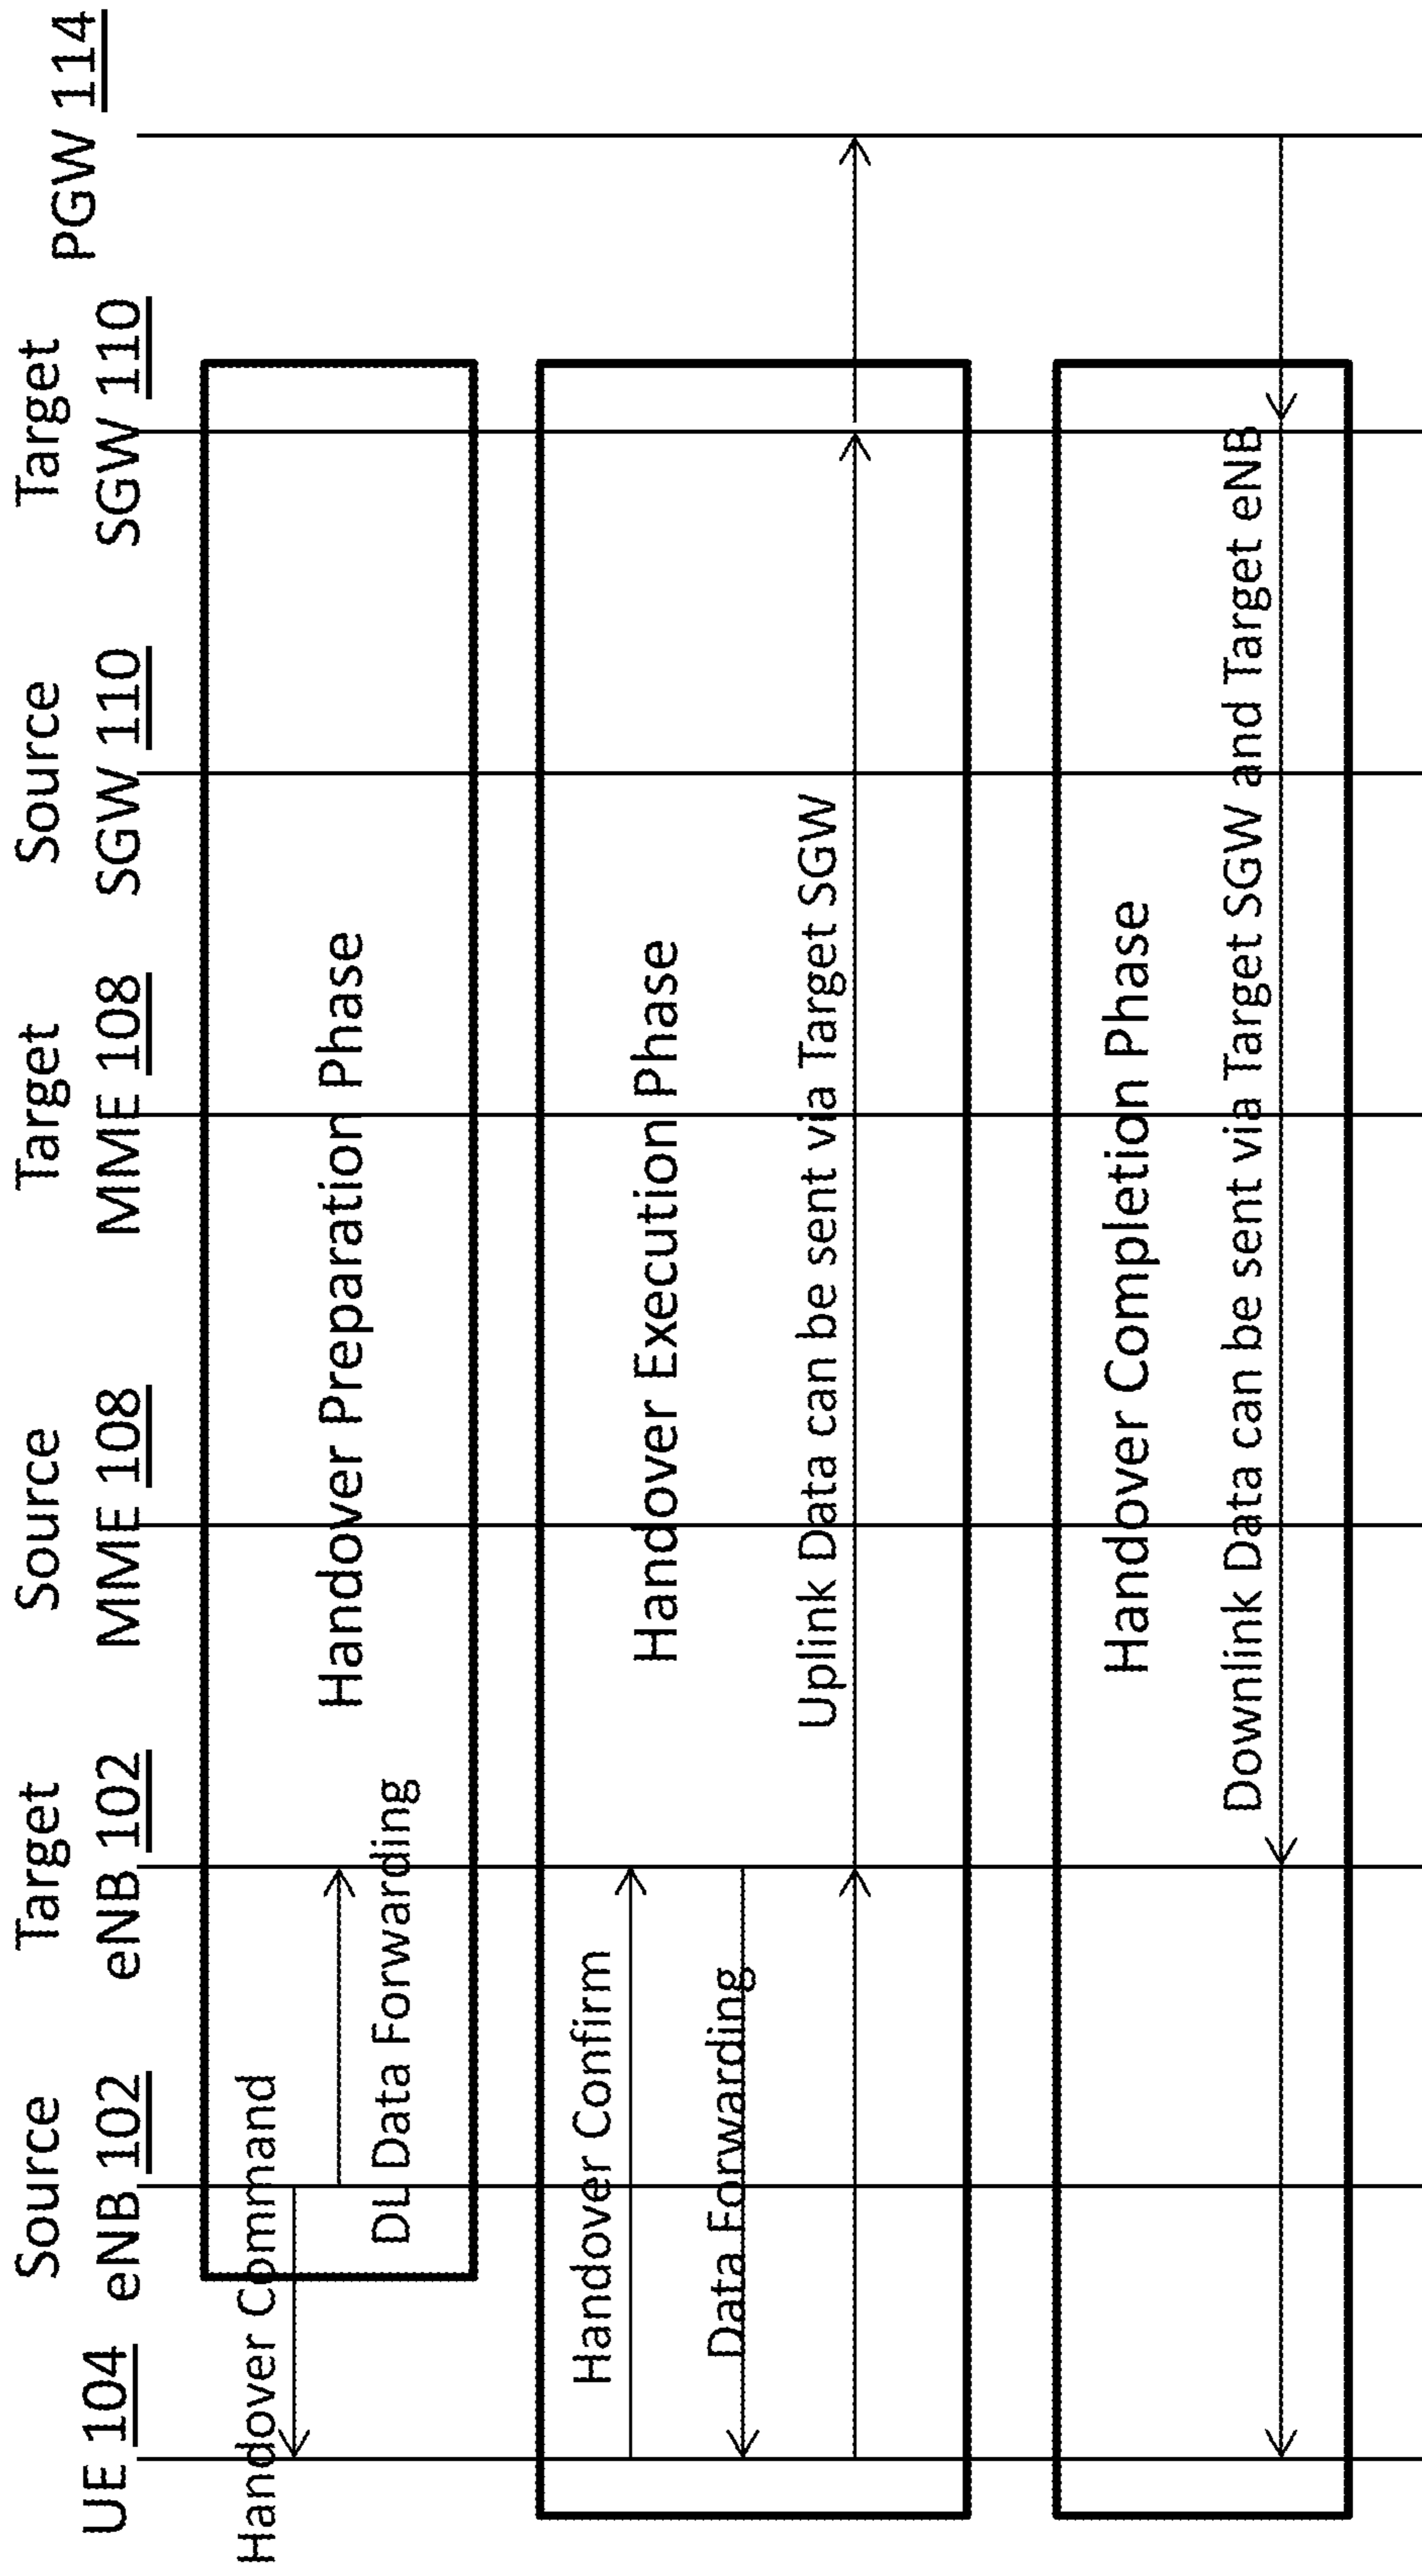 UE 104
Source
eNB 102
Target
eNB 102
Source
MME 108
Target
MME 108
Source
SGW 110
Target
SGW 110
PGW 114
Handover Command
Handover Preparation Phase
DL Data Forwarding
Handover Confirm
Handover Execution Phase
Data Forwarding
Uplink Data can be sent via Target SGW
Handover Completion Phase
Downlink Data can be sent via Target SGW and Target eNB